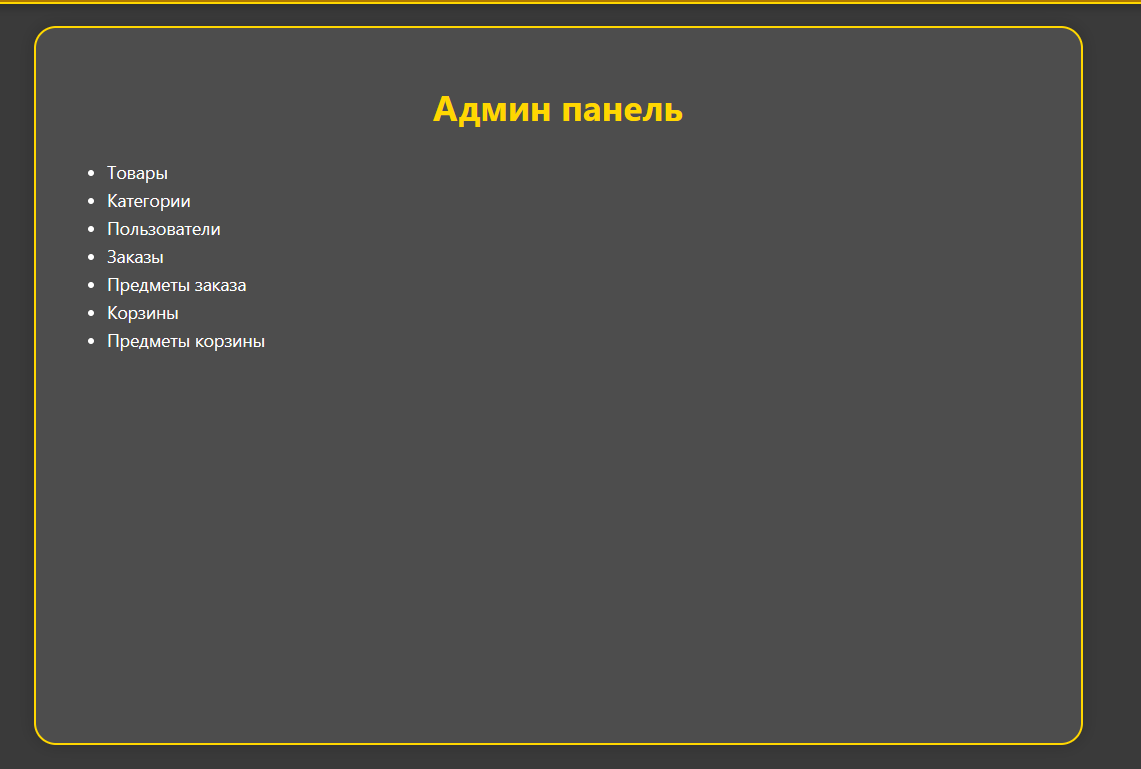 Админ панель
Товары
Категории
Пользователи
Заказы
Предметы заказа
Корзины
Предметы корзины